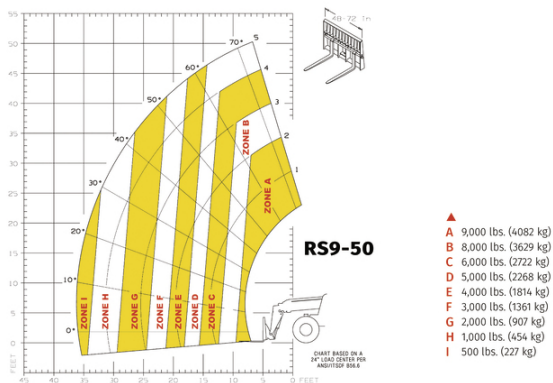 48-72 IN
55
50
45
40
35
30
25
20
15
10
5
0
FEET
70°
60°
50°
40°
30°
20°
10°
0°
5
4
3
2
1
ZONE A
ZONE B
ZONE C
ZONE D
ZONE E
ZONE F
ZONE G
ZONE H
ZONE I
45 40 35 30 25 20 15 10 5 0 FEET
RS9-50
CHART BASED ON A
24" LOAD CENTER PER
ANSI/ITSDF B56.6
A 9,000 lbs. (4082 kg)
B 8,000 lbs. (3629 kg)
C 6,000 lbs. (2722 kg)
D 5,000 lbs. (2268 kg)
E 4,000 lbs. (1814 kg)
F 3,000 lbs. (1361 kg)
G 2,000 lbs. (907 kg)
H 1,000 lbs. (454 kg)
I 500 lbs. (227 kg)